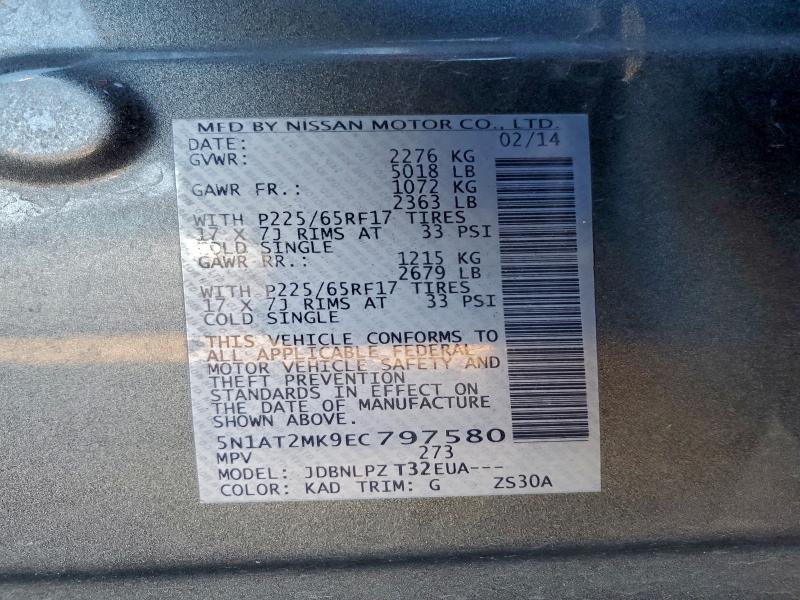 MFD BY NISSAN MOTOR CO., LTD.
DATE: 02/14
GVWR: 2276 KG
5018 LB
GAWR FR.: 1072 KG
2363 LB
WITH P225/65RF17 TIRES
17 X 7J RIMS AT 33 PSI
COLD SINGLE
GAWR RR.: 1215 KG
2679 LB
WITH P225/65RF17 TIRES
17 X 7J RIMS AT 33 PSI
COLD SINGLE
THIS VEHICLE CONFORMS TO
ALL APPLICABLE FEDERAL
MOTOR VEHICLE SAFETY AND
THEFT PREVENTION
STANDARDS IN EFFECT ON
THE DATE OF MANUFACTURE
SHOWN ABOVE.
5N1AT2MK9EC797580
MPV 273
MODEL: JDBNLPZ T32EUA---
COLOR: KAD TRIM: G ZS30A